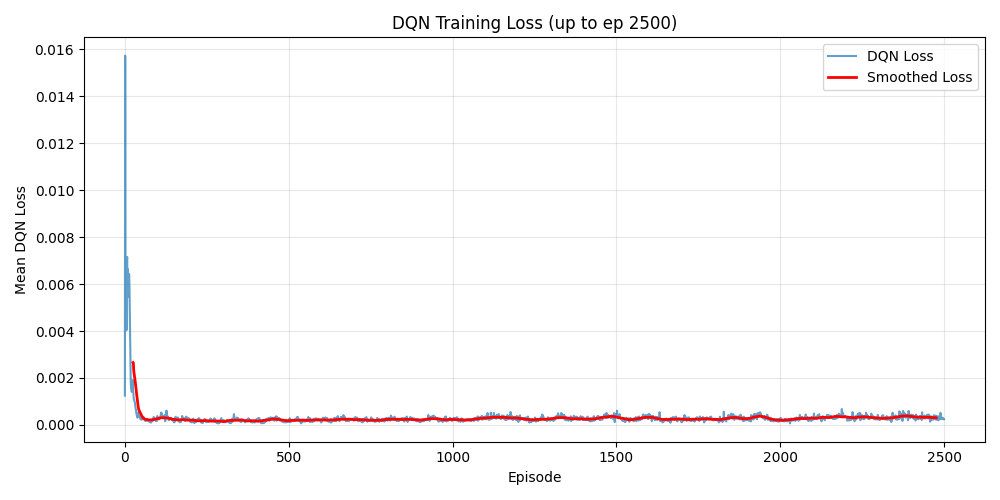 DQN Training Loss (up to ep 2500)
DQN Loss
Smoothed Loss
Mean DQN Loss
0.016
0.014
0.012
0.010
0.008
0.006
0.004
0.002
0.000
0 500 1000 1500 2000 2500
Episode